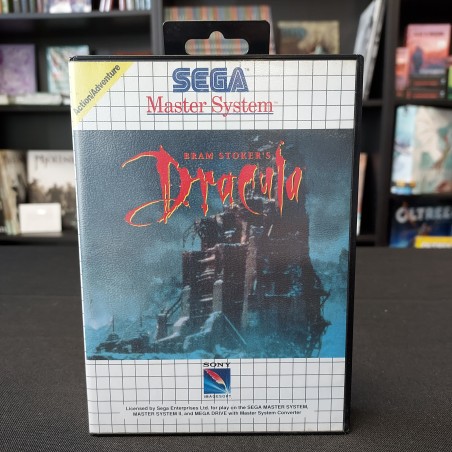 Action/Adventure
SEGA
Master System™
BRAM STOKER'S
Dracula
SONY
IMAGESOFT
Licensed by Sega Enterprises Ltd. for play on the SEGA MASTER SYSTEM,
MASTER SYSTEM II, and MEGA DRIVE with Master System Converter